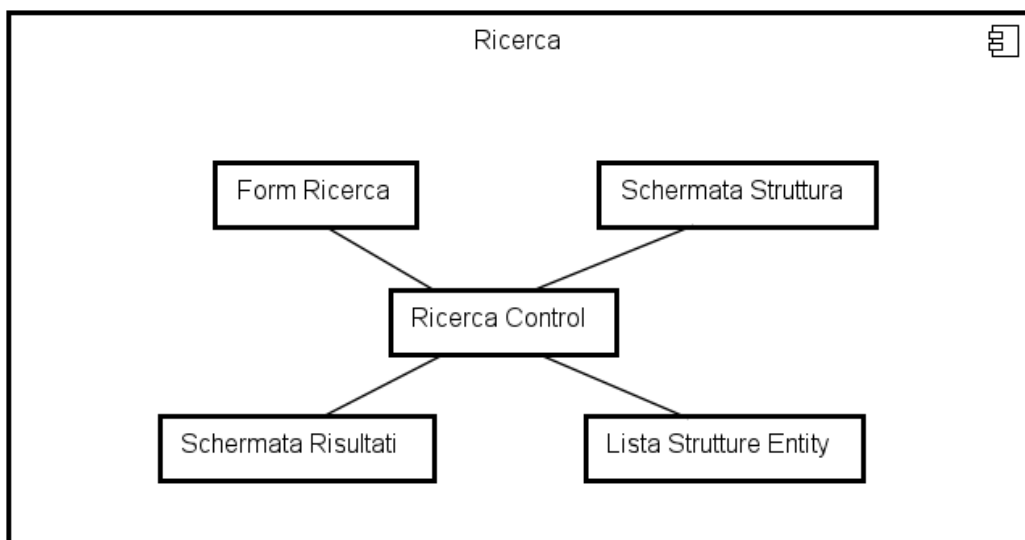 Ricerca
Form Ricerca
Schermata Struttura
Ricerca Control
Schermata Risultati
Lista Strutture Entity